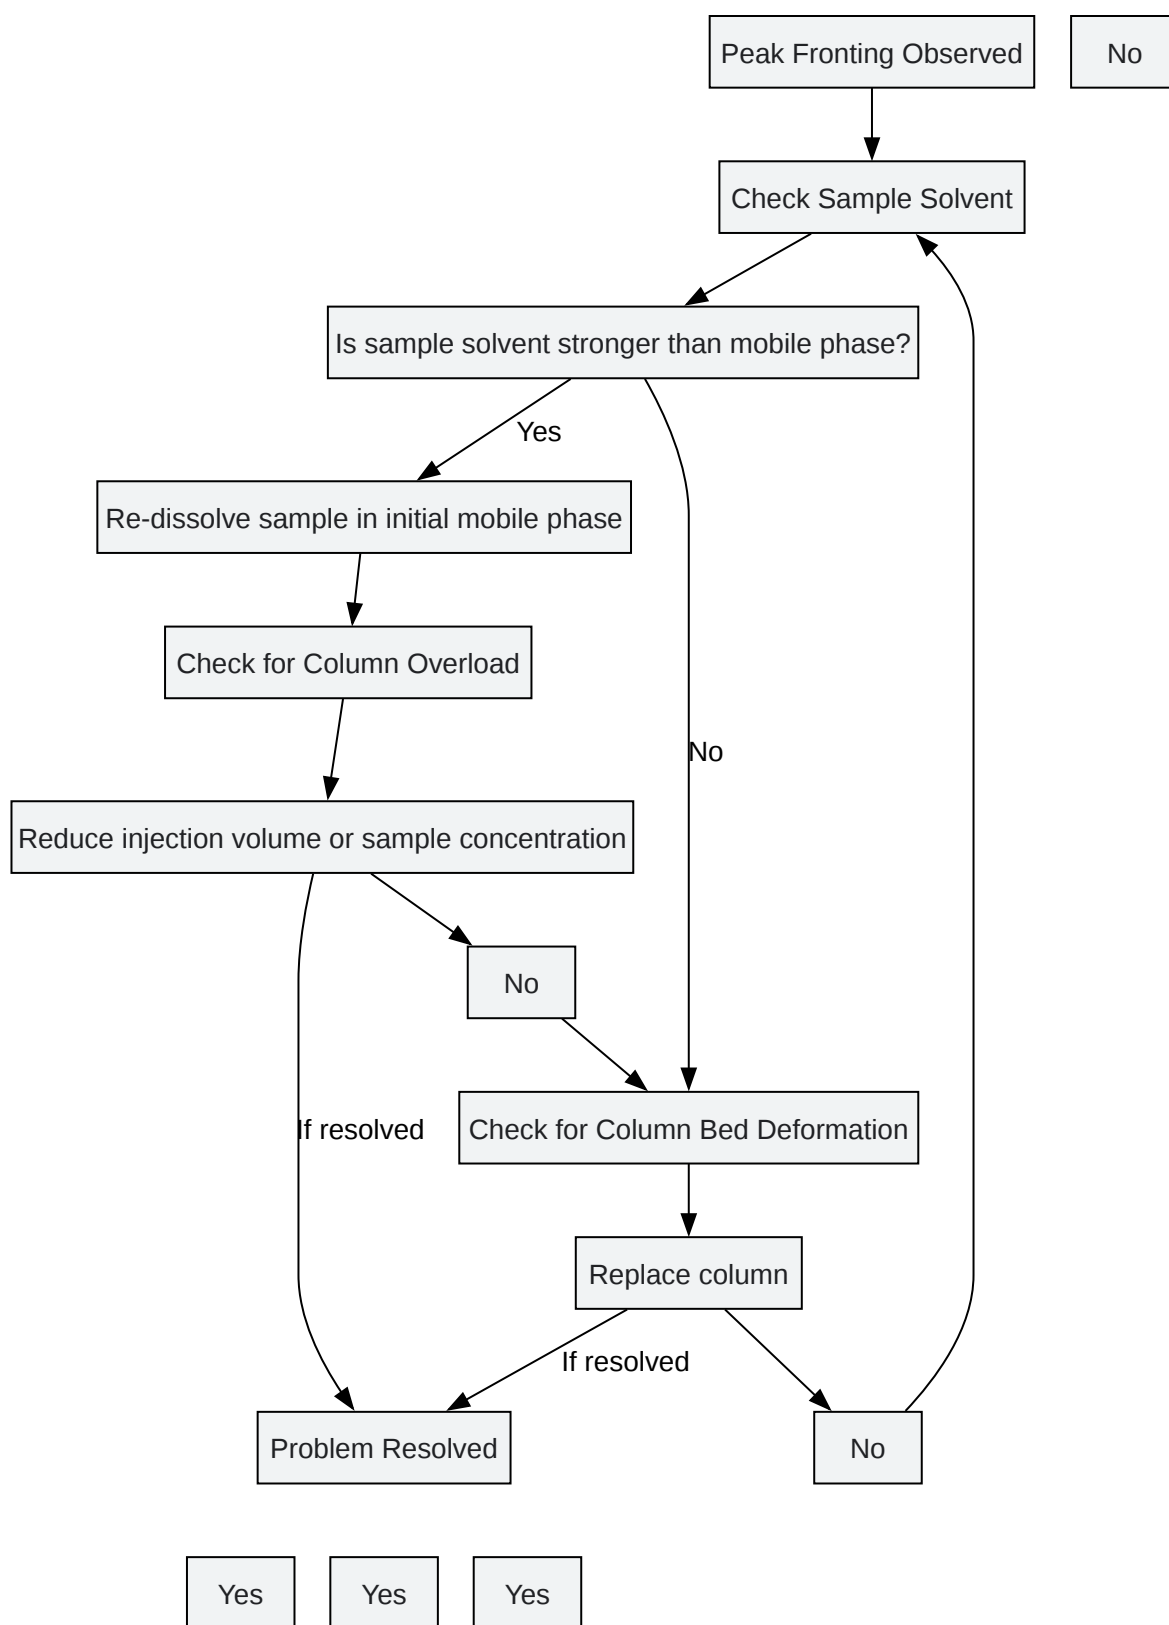 Peak Fronting Observed
No
Check Sample Solvent
Is sample solvent stronger than mobile phase?
Yes
Re-dissolve sample in initial mobile phase
Check for Column Overload
No
Reduce injection volume or sample concentration
No
If resolved
Check for Column Bed Deformation
Replace column
If resolved
Problem Resolved
No
Yes
Yes
Yes